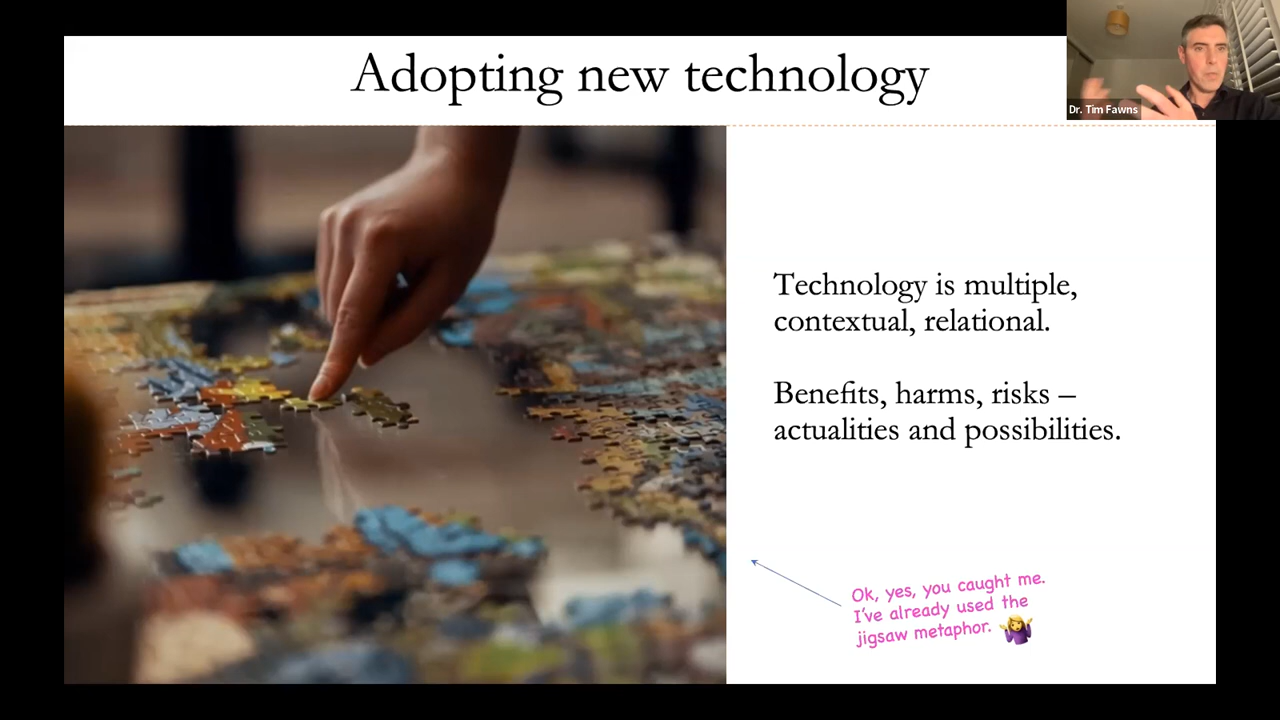 Adopting new technology
Dr. Tim Fawns
Technology is multiple,
contextual, relational.
Benefits, harms, risks –
actualities and possibilities.
Ok, yes, you caught me.
I've already used the
jigsaw metaphor. 🤷‍♀️